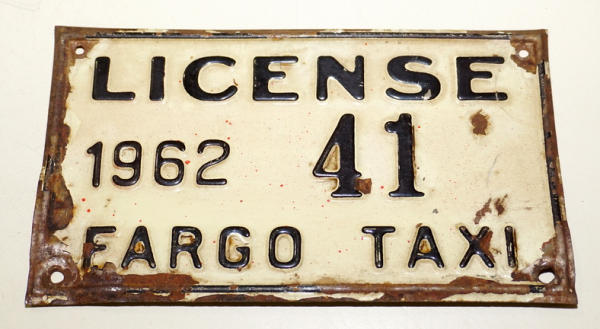 LICENSE
1962 41
FARGO TAXI